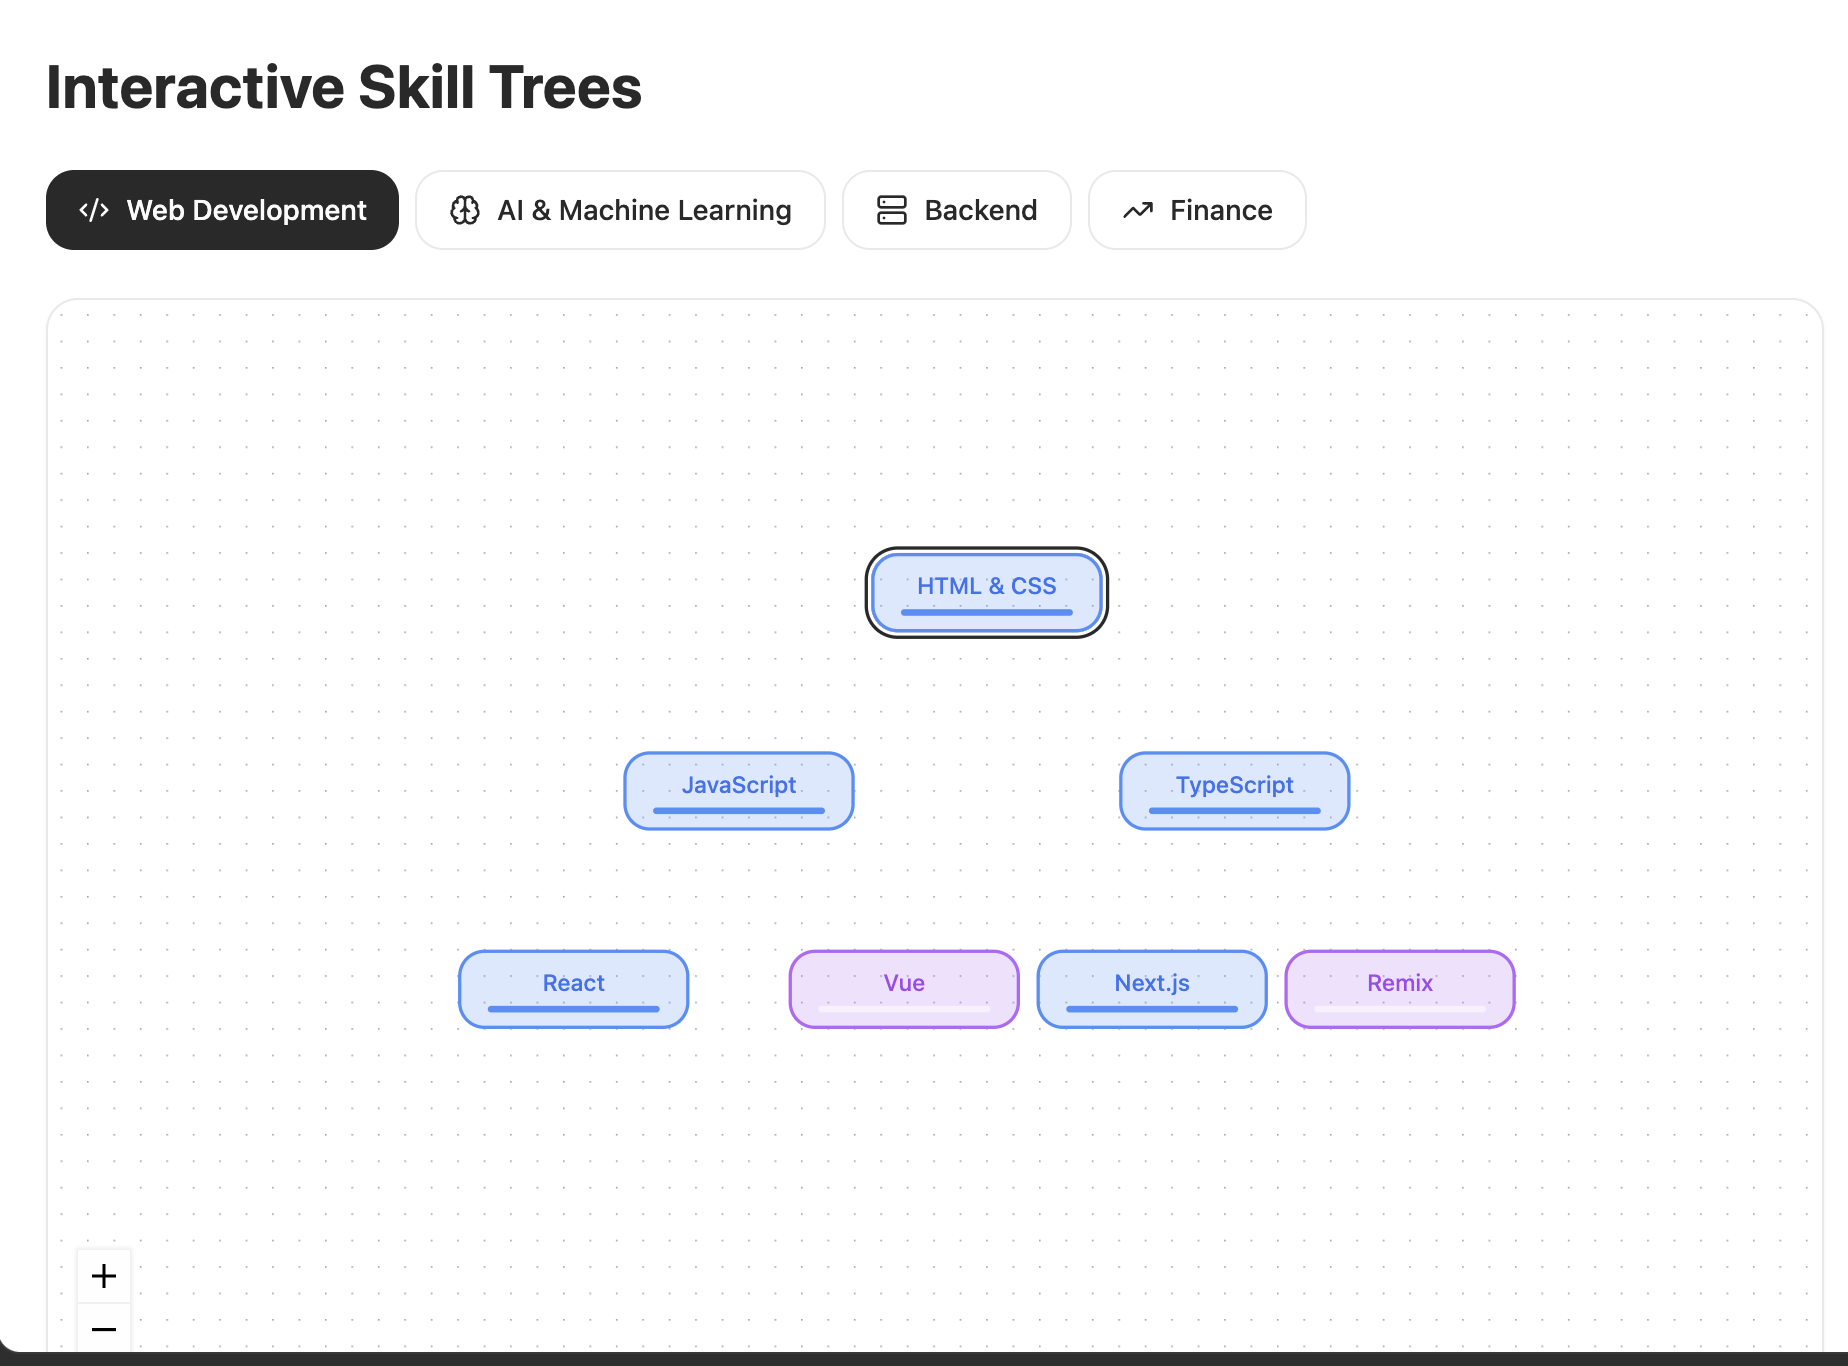 Interactive Skill Trees
Web Development
AI & Machine Learning
Backend
Finance
HTML & CSS
JavaScript
TypeScript
React
Vue
Next.js
Remix